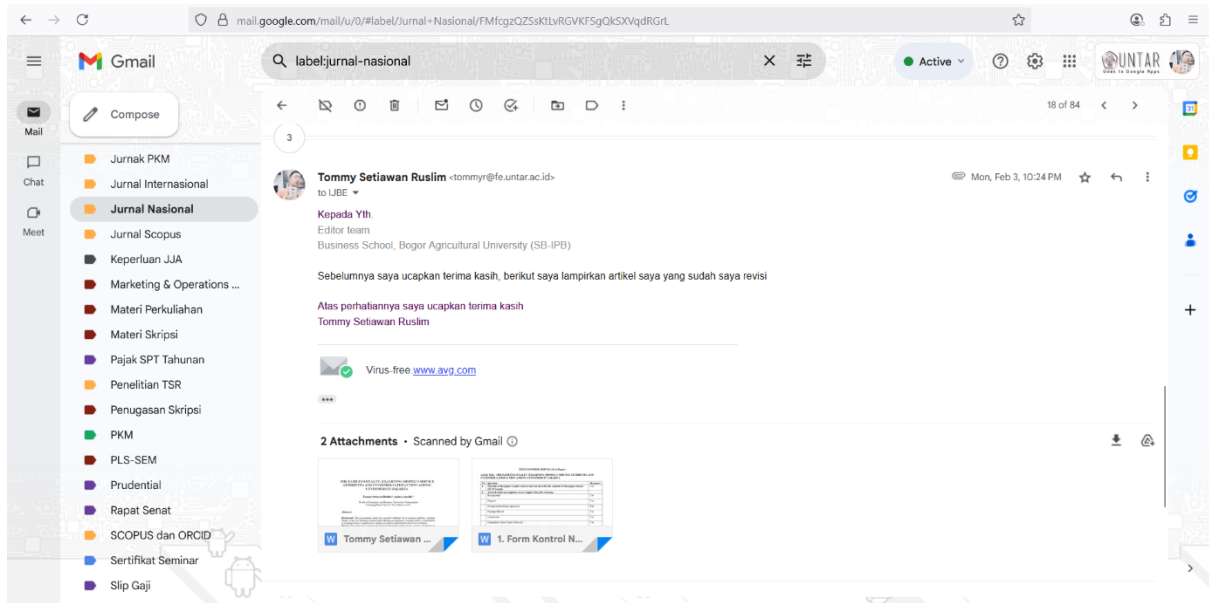 mail.google.com/mail/u/0/#label/Jurnal+Nasional/FMfcgzQZSsKtLvRGVKFSgQkSXVqdRGrL
Gmail
label:jurnal-nasional
Active
UNTAR
Goes to Google Apps
Mail
Chat
Meet
Compose
Jurnak PKM
Jurnal Internasional
Jurnal Nasional
Jurnal Scopus
Keperluan JJA
Marketing & Operations ...
Materi Perkuliahan
Materi Skripsi
Pajak SPT Tahunan
Penelitian TSR
Penugasan Skripsi
PKM
PLS-SEM
Prudential
Rapat Senat
SCOPUS dan ORCID
Sertifikat Seminar
Slip Gaji
18 of 84
3
Tommy Setiawan Ruslim <tommyr@fe.untar.ac.id>
Mon, Feb 3, 10:24 PM
to IJBE
Kepada Yth.
Editor team
Business School, Bogor Agricultural University (SB-IPB)
Sebelumnya saya ucapkan terima kasih, berikut saya lampirkan artikel saya yang sudah saya revisi
Atas perhatiannya saya ucapkan terima kasih
Tommy Setiawan Ruslim
Virus-free.www.avg.com
2 Attachments • Scanned by Gmail
W Tommy Setiawan ...
W 1. Form Kontrol N...
31